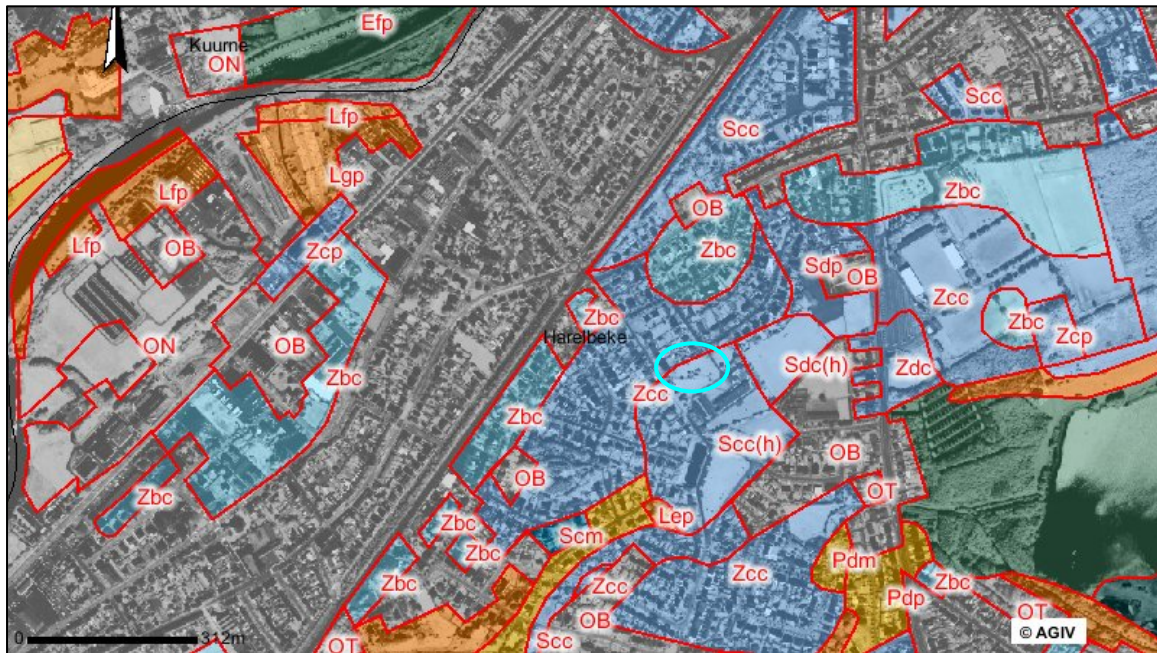 Efp
Kuurne
ON
Scc
Lfp
Scc
Lgp
Lfp
Zbc
OB
Lfp
OB
Zcp
Zbc
Sdp
OB
Zcc
Zbc
Zbc
Harelbeke
Zcp
ON
OB
Sdc(h)
Zdc
Zbc
Zcc
Zbc
Scc(h)
OB
OB
Zbc
OT
Lep
Zbc
Scm
Zbc
Pdm
Zbc
Zcc
Zcc
Zbc
Pdp
OB
OT
0 312m
OT
Scc
© AGIV